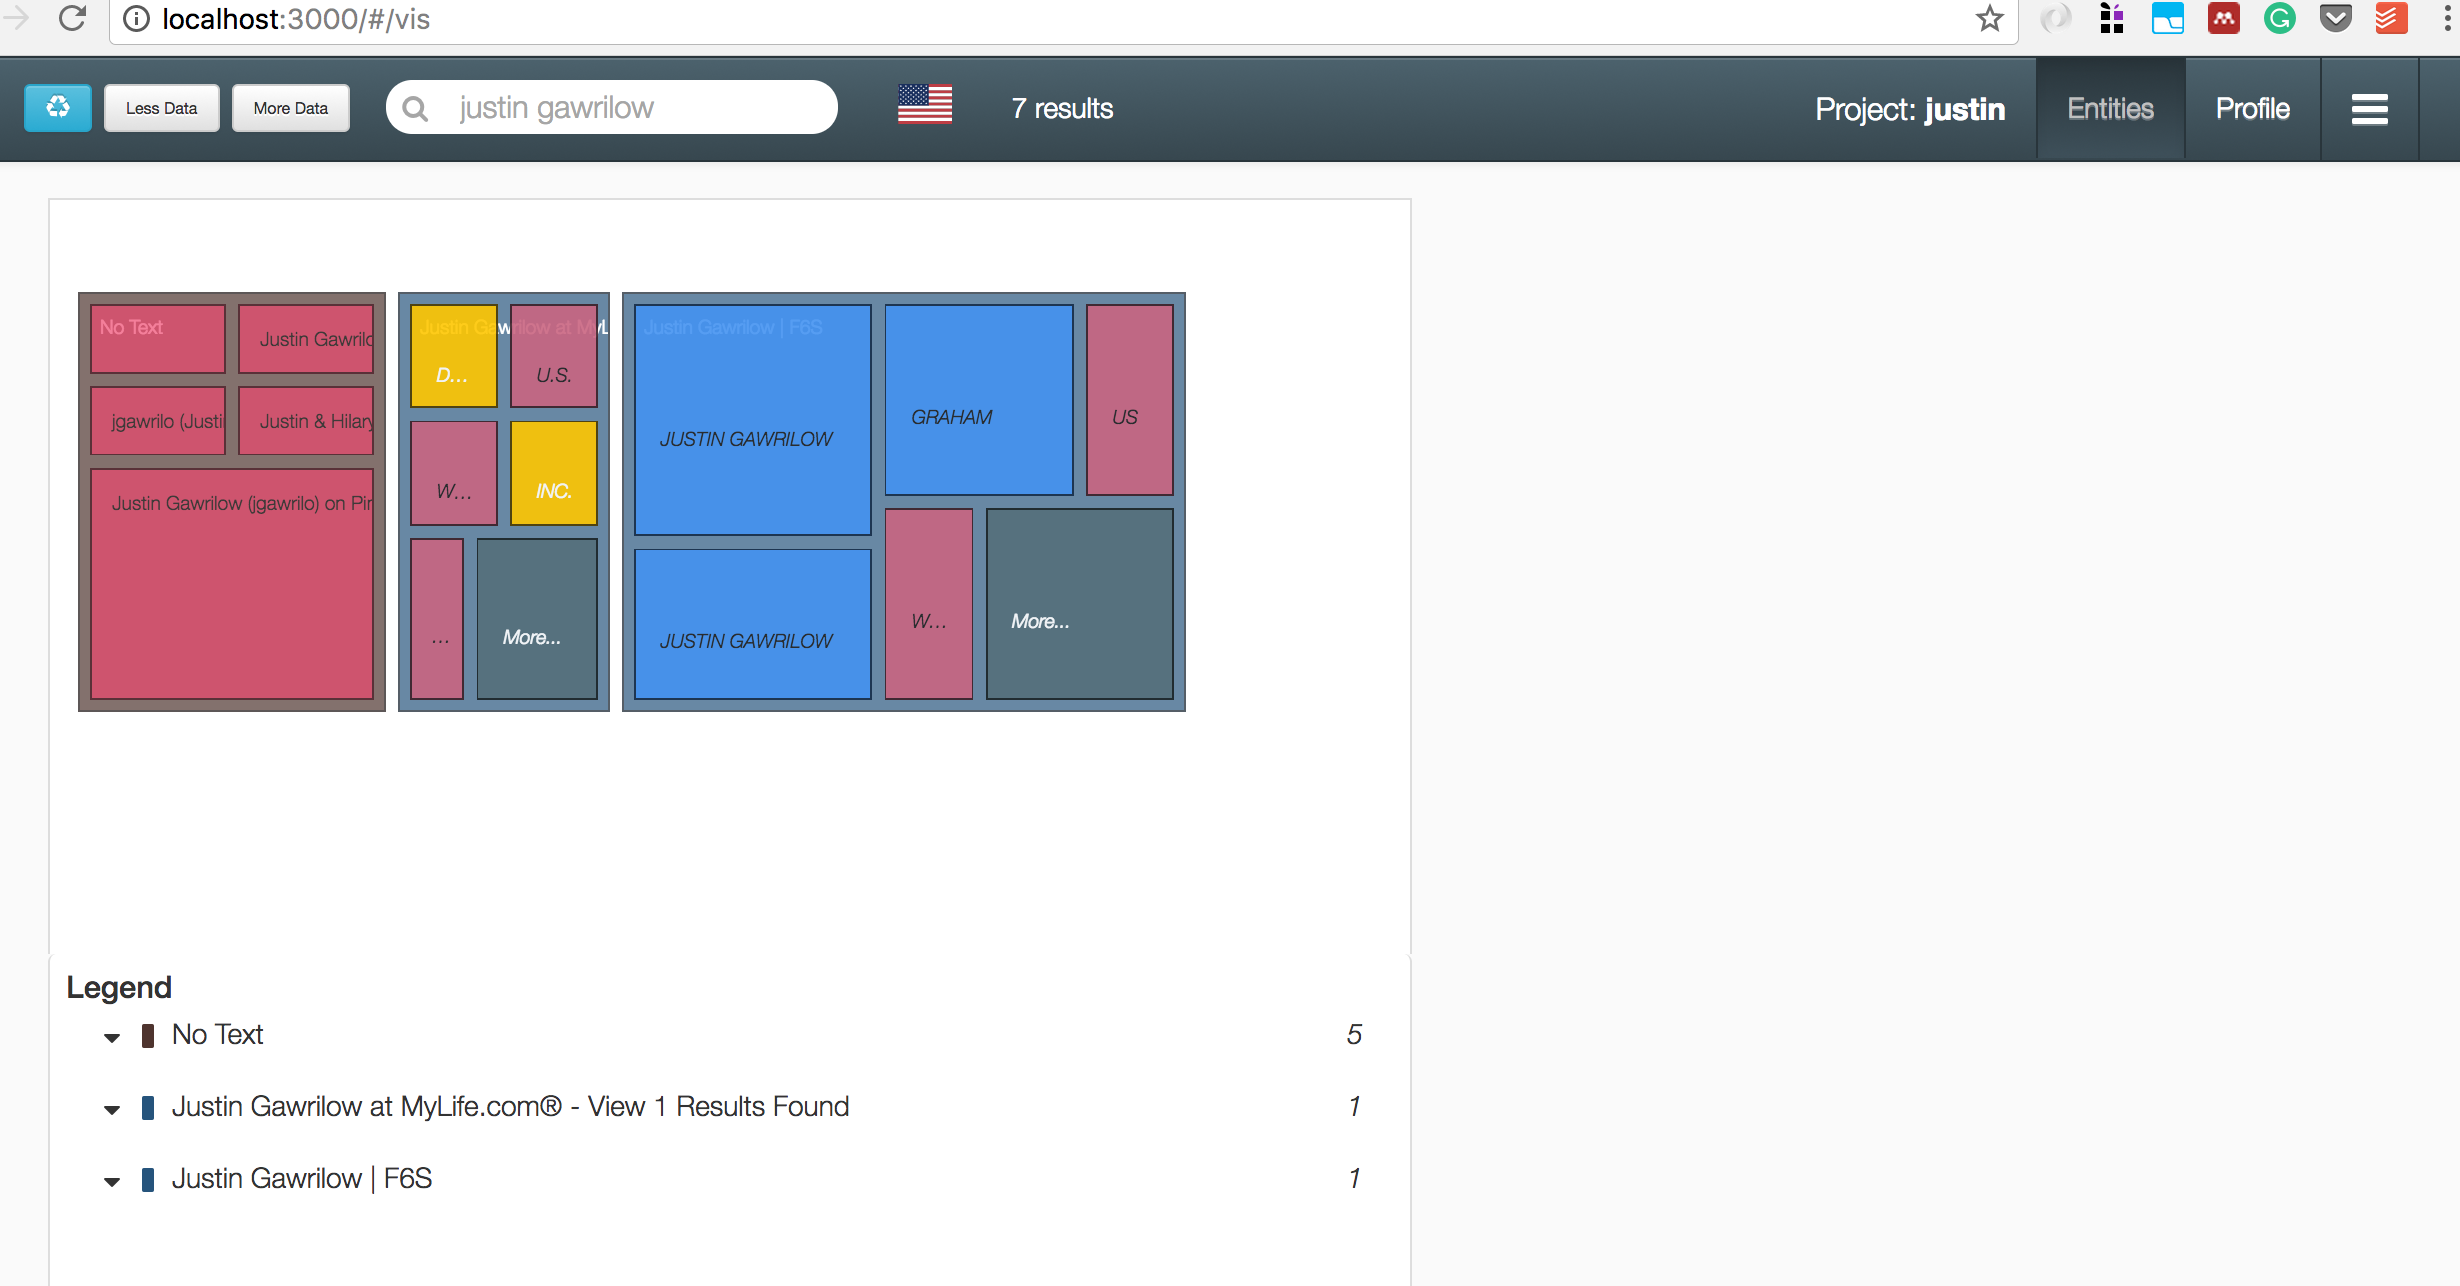 localhost:3000/#/vis
Less Data
More Data
justin gawrilow
7 results
Project: justin
Entities
Profile
No Text
Justin Gawrilo
jgawrilo (Justi
Justin & Hilary
Justin Gawrilow (jgawrilo) on Pin
Justin Gawrilow at MyL
D...
U.S.
W...
INC.
...
More...
Justin Gawrilow | F6S
JUSTIN GAWRILOW
GRAHAM
US
JUSTIN GAWRILOW
W...
More...
Legend
No Text 5
Justin Gawrilow at MyLife.com® - View 1 Results Found 1
Justin Gawrilow | F6S 1